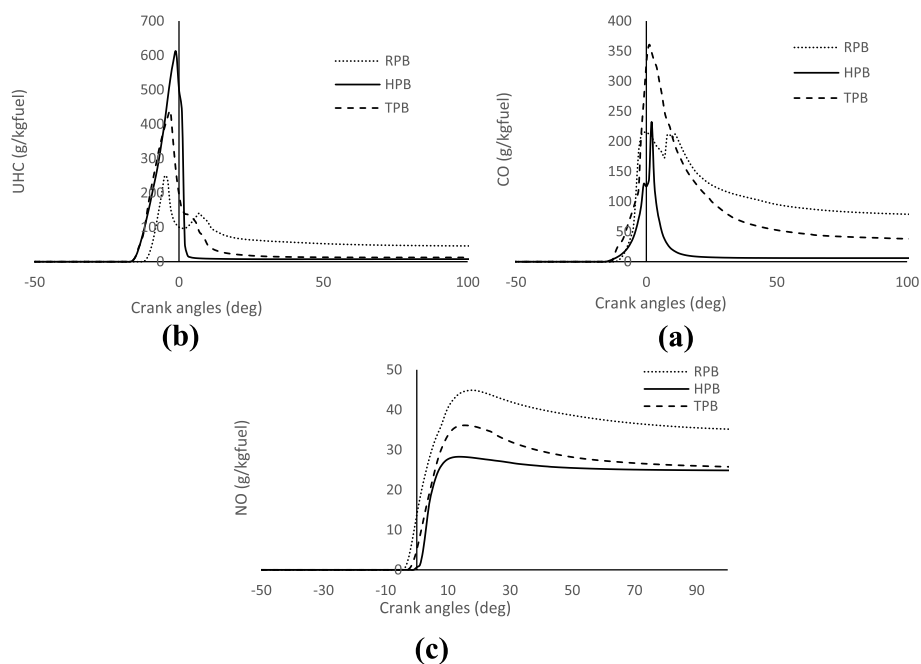 700
600
500
400
300
200
100
0
UHC (g/kgfuel)
RPB
HPB
TPB
-50 0 50 100
Crank angles (deg)
(b)
400
350
300
250
200
150
100
50
0
CO (g/kgfuel)
RPB
HPB
TPB
-50 0 50 100
Crank angles (deg)
(a)
50
40
30
20
10
0
NO (g/kgfuel)
RPB
HPB
TPB
-50 -30 -10 10 30 50 70 90
Crank angles (deg)
(c)